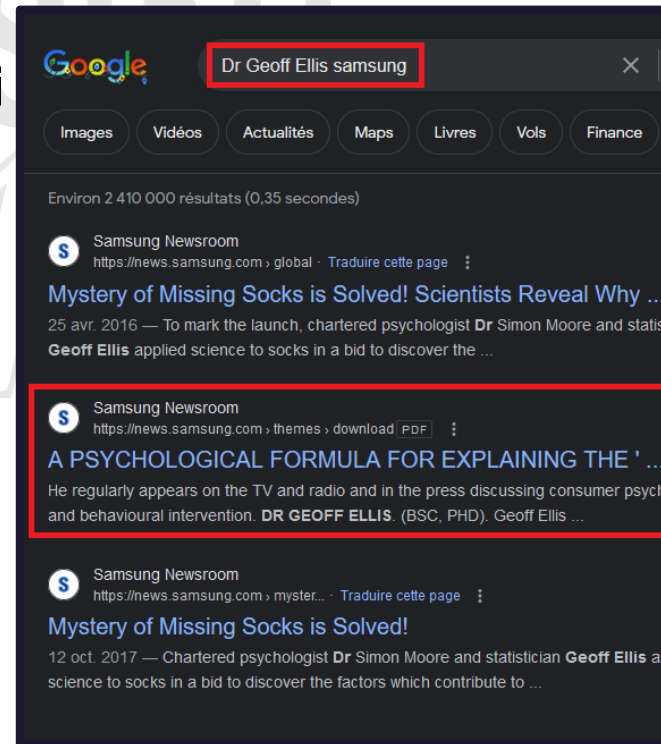 Google
Dr Geoff Ellis samsung
Images Vidéos Actualités Maps Livres Vols Finance
Environ 2 410 000 résultats (0,35 secondes)
Samsung Newsroom
https://news.samsung.com › global · Traduire cette page
Mystery of Missing Socks is Solved! Scientists Reveal Why ...
25 avr. 2016 — To mark the launch, chartered psychologist Dr Simon Moore and statis
Geoff Ellis applied science to socks in a bid to discover the ...
Samsung Newsroom
https://news.samsung.com › themes › download PDF
A PSYCHOLOGICAL FORMULA FOR EXPLAINING THE ' ...
He regularly appears on the TV and radio and in the press discussing consumer psych
and behavioural intervention. DR GEOFF ELLIS. (BSC, PHD). Geoff Ellis ...
Samsung Newsroom
https://news.samsung.com › myster... · Traduire cette page
Mystery of Missing Socks is Solved!
12 oct. 2017 — Chartered psychologist Dr Simon Moore and statistician Geoff Ellis a
science to socks in a bid to discover the factors which contribute to ...